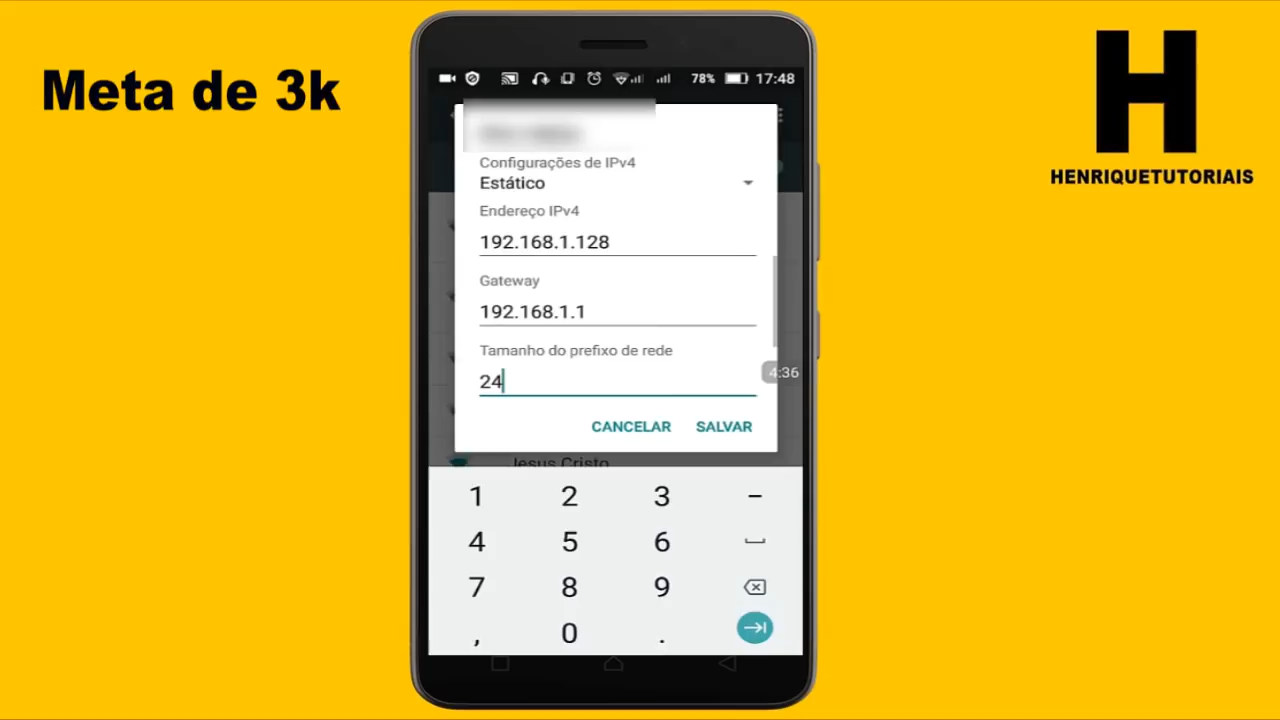 Meta de 3k
H
HENRIQUETUTORIAIS
78% 17:48
Configurações de IPv4
Estático
Endereço IPv4
192.168.1.128
Gateway
192.168.1.1
Tamanho do prefixo de rede
24
4:36
CANCELAR SALVAR
Jesus Cristo
1 2 3 -
4 5 6
7 8 9
, 0 .